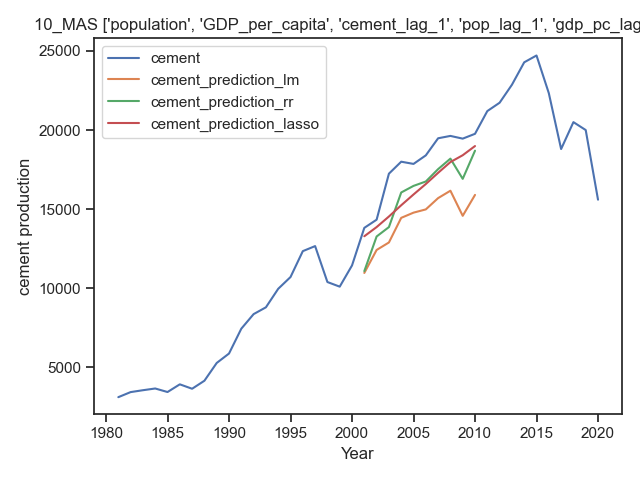 10_MAS ['population', 'GDP_per_capita', 'cement_lag_1', 'pop_lag_1', 'gdp_pc_lag
cement
cement_prediction_lm
cement_prediction_rr
cement_prediction_lasso
25000
20000
15000
10000
5000
cement production
1980 1985 1990 1995 2000 2005 2010 2015 2020
Year